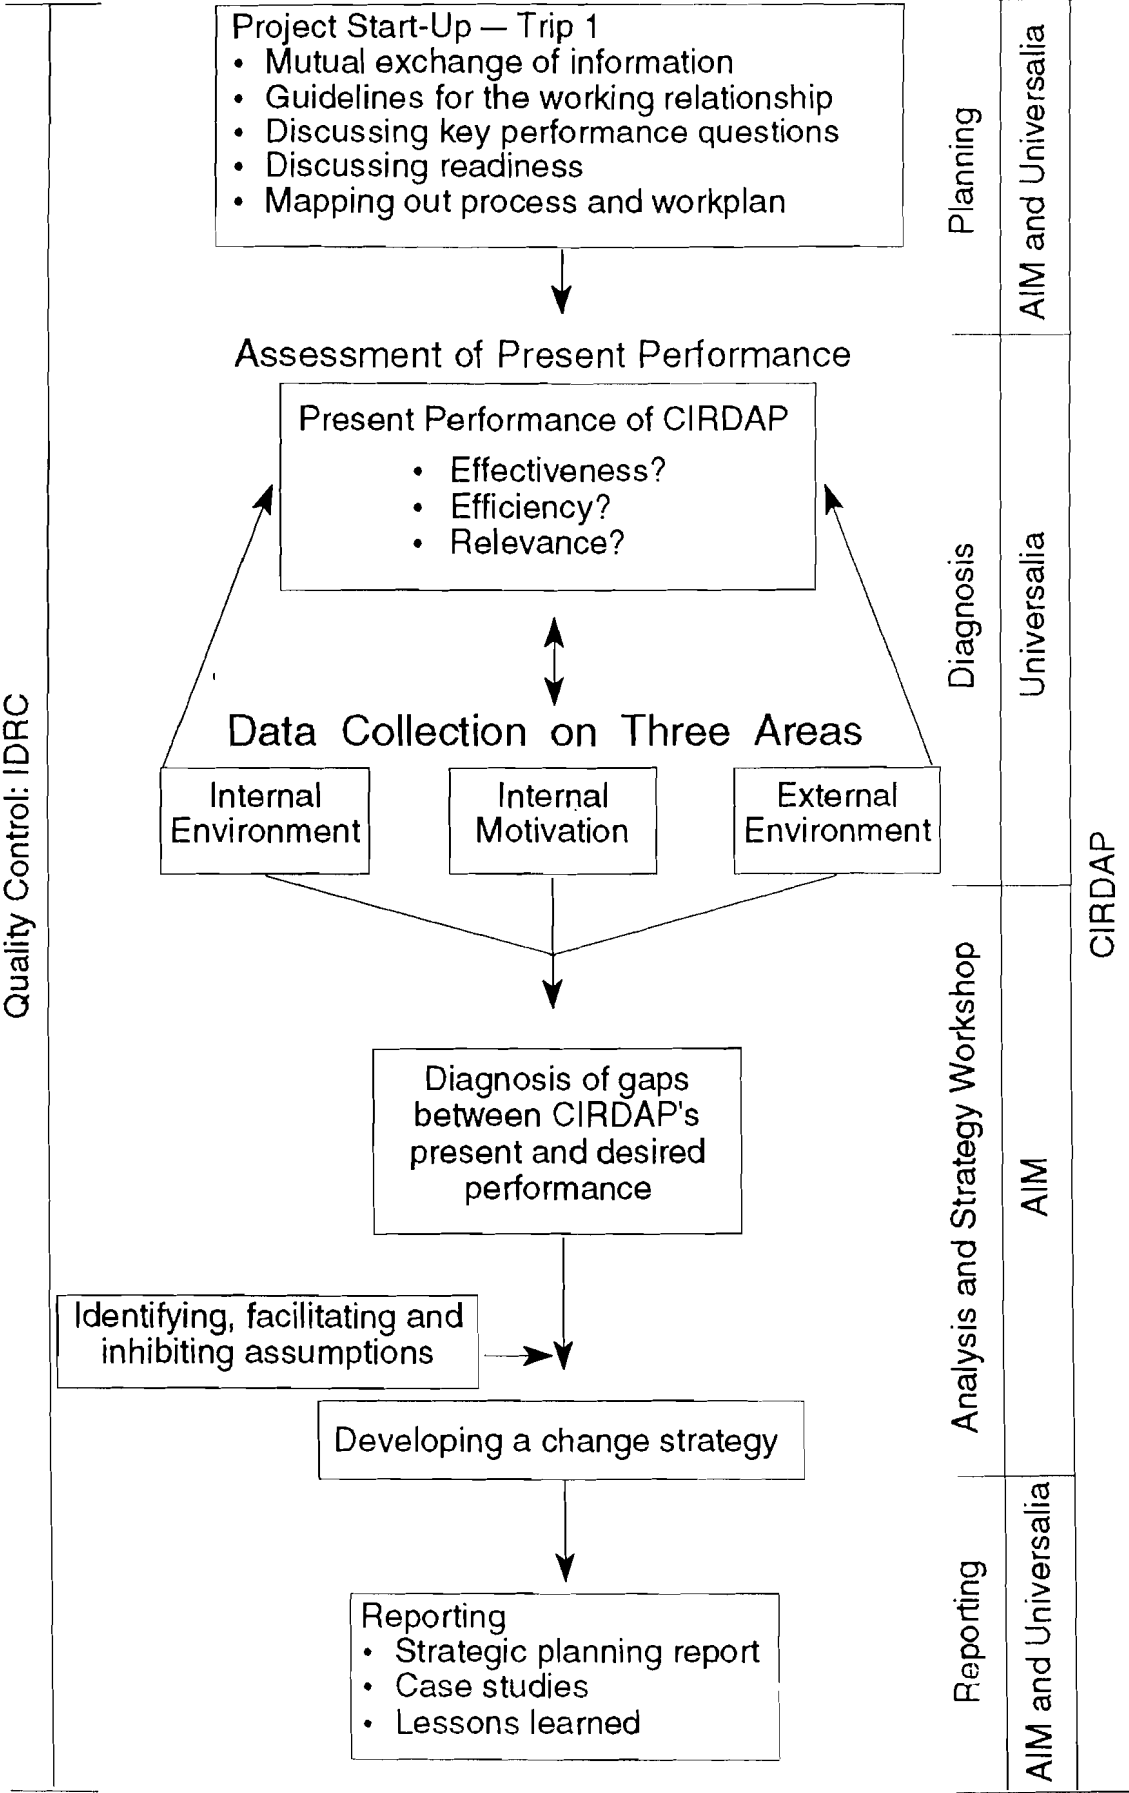 Project Start-Up — Trip 1
• Mutual exchange of information
• Guidelines for the working relationship
• Discussing key performance questions
• Discussing readiness
• Mapping out process and workplan
Planning
AIM and Universalia
Assessment of Present Performance
Present Performance of CIRDAP
• Effectiveness?
• Efficiency?
• Relevance?
Diagnosis
Universalia
Data Collection on Three Areas
Internal
Environment
Internal
Motivation
External
Environment
Quality Control: IDRC
CIRDAP
Diagnosis of gaps
between CIRDAP's
present and desired
performance
Analysis and Strategy Workshop
AIM
Identifying, facilitating and
inhibiting assumptions
Developing a change strategy
Reporting
• Strategic planning report
• Case studies
• Lessons learned
Reporting
AIM and Universalia